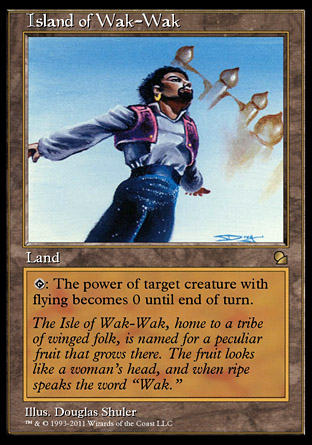 Island of Wak-Wak
Land
: The power of target creature with
flying becomes 0 until end of turn.
The Isle of Wak-Wak, home to a tribe
of winged folk, is named for a peculiar
fruit that grows there. The fruit looks
like a woman's head, and when ripe
speaks the word “Wak.”
Illus. Douglas Shuler
™ & © 1993-2011 Wizards of the Coast LLC